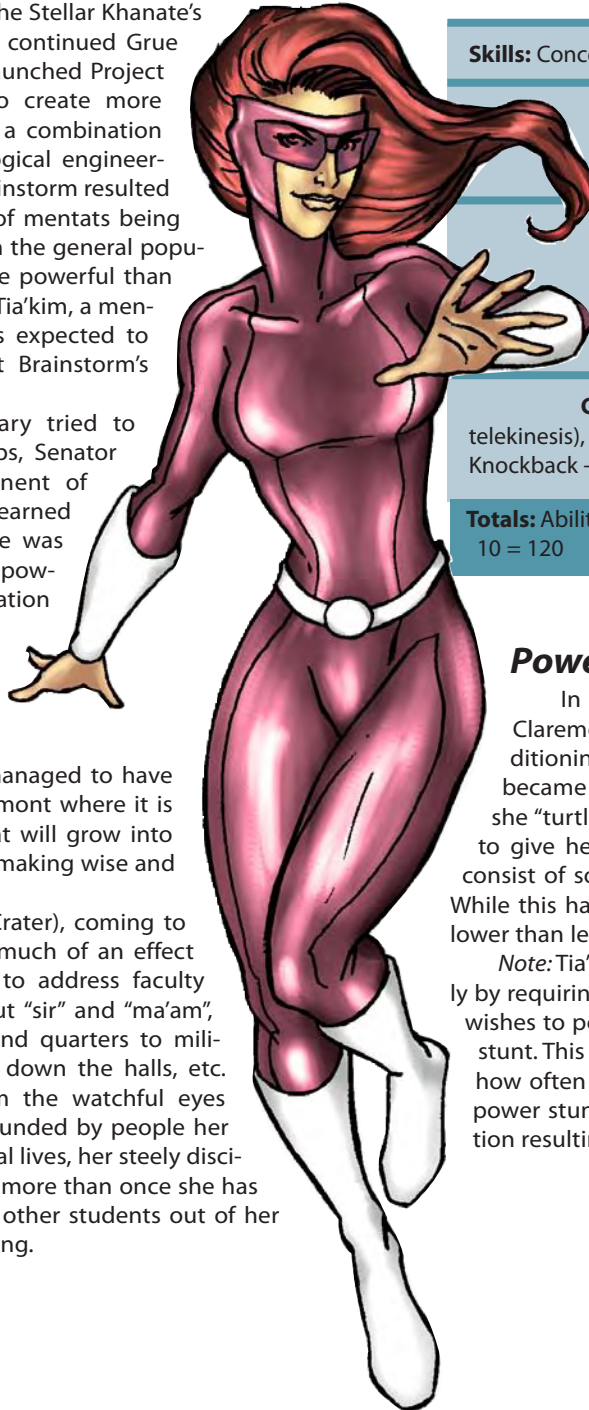 he Stellar Khanate's
continued Grue
aunched Project
o create more
a combination
ogical engineer-
instorm resulted
of mentats being
n the general popu-
e powerful than
Tia'kim, a men-
s expected to
t Brainstorm's
ary tried to
os, Senator
nent of
earned
e was
pow-
ation
managed to have
mont where it is
t will grow into
making wise and
Crater), coming to
much of an effect
to address faculty
ut "sir" and "ma'am",
nd quarters to mili-
down the halls, etc.
m the watchful eyes
unded by people her
al lives, her steely disci-
more than once she has
other students out of her
ng.
Skills: Conce
telekinesis),
Knockback -
Totals: Abilit
10 = 120
Powe
In
Clareme
ditionin
became
she "turtl
to give he
consist of so
While this ha
lower than le
Note: Tia'
ly by requirin
wishes to pe
stunt. This
how often
power stun
tion resultin